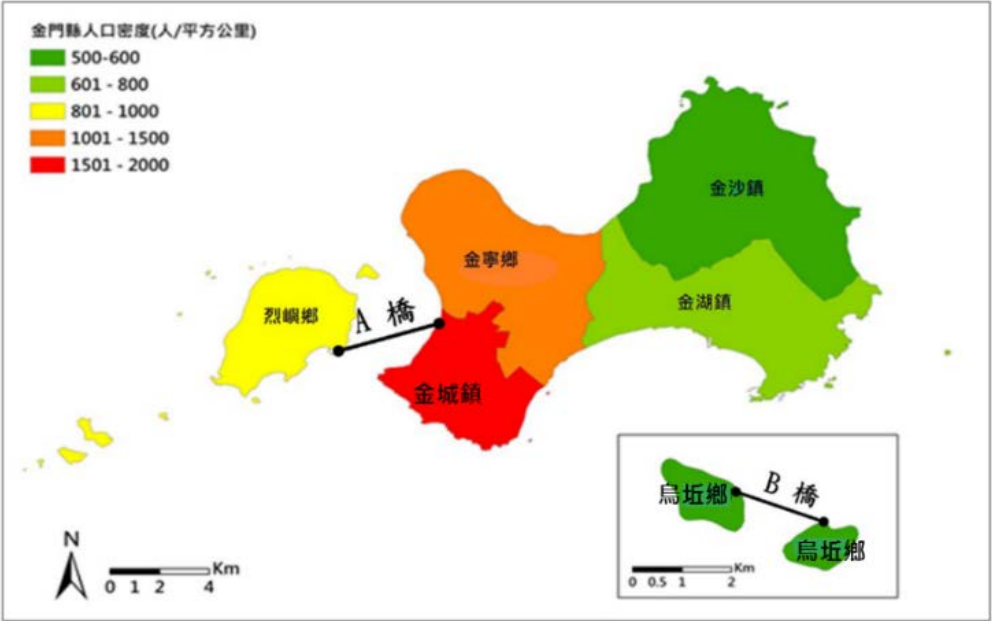 金門縣人口密度(人/平方公里)
500-600
601 - 800
801 - 1000
1001 - 1500
1501 - 2000
金沙鎮
金寧鄉
金湖鎮
烈嶼鄉
A 橋
金城鎮
烏坵鄉
B 橋
烏坵鄉
N
Km
0 1 2 4
Km
0 0.5 1 2